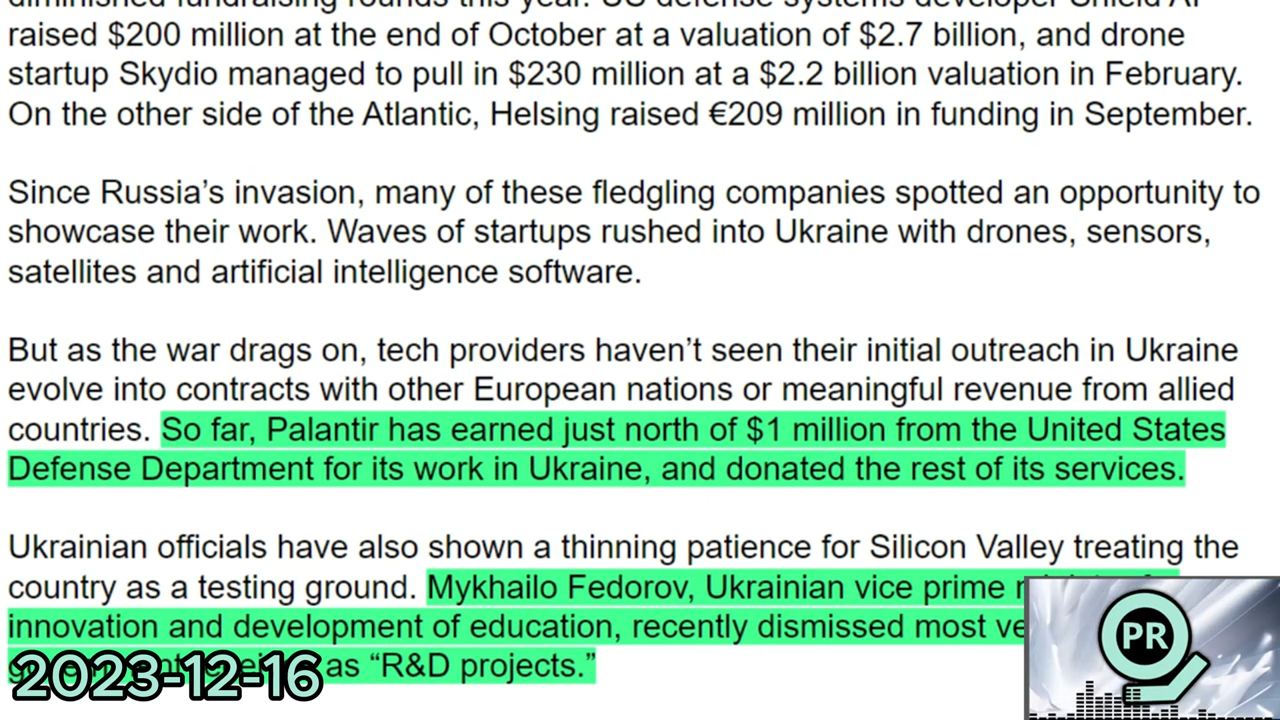 raised $200 million at the end of October at a valuation of $2.7 billion, and drone
startup Skydio managed to pull in $230 million at a $2.2 billion valuation in February.
On the other side of the Atlantic, Helsing raised €209 million in funding in September.
Since Russia’s invasion, many of these fledgling companies spotted an opportunity to
showcase their work. Waves of startups rushed into Ukraine with drones, sensors,
satellites and artificial intelligence software.
But as the war drags on, tech providers haven’t seen their initial outreach in Ukraine
evolve into contracts with other European nations or meaningful revenue from allied
countries. So far, Palantir has earned just north of $1 million from the United States
Defense Department for its work in Ukraine, and donated the rest of its services.
Ukrainian officials have also shown a thinning patience for Silicon Valley treating the
country as a testing ground. Mykhailo Fedorov, Ukrainian vice prime
innovation and development of education, recently dismissed most
as “R&D projects.”
2023-12-16
PR